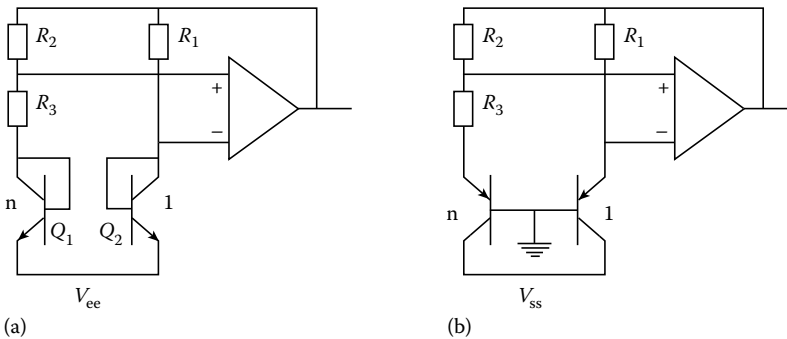 R2 R1
+
R3
−
n Q1 Q2 1
Vee
(a)
R2 R1
+
R3
−
n 1
Vss
(b)